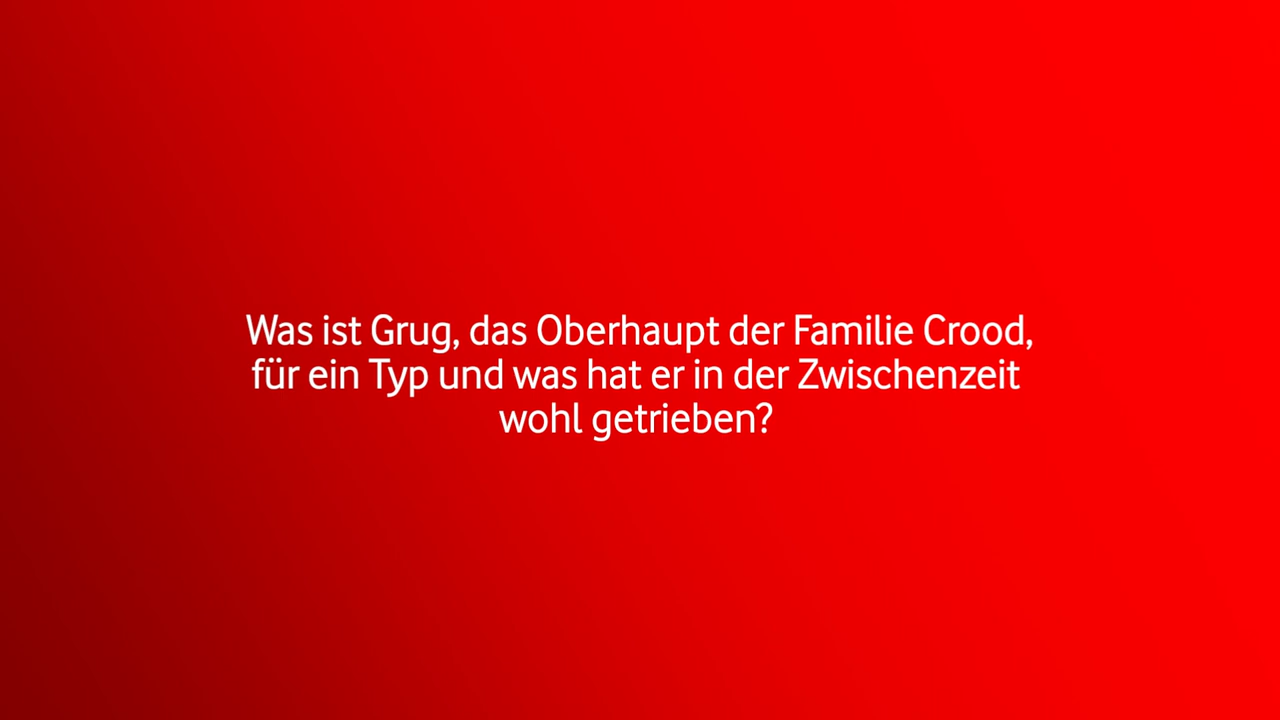 Was ist Grug, das Oberhaupt der Familie Crood,
für ein Typ und was hat er in der Zwischenzeit
wohl getrieben?